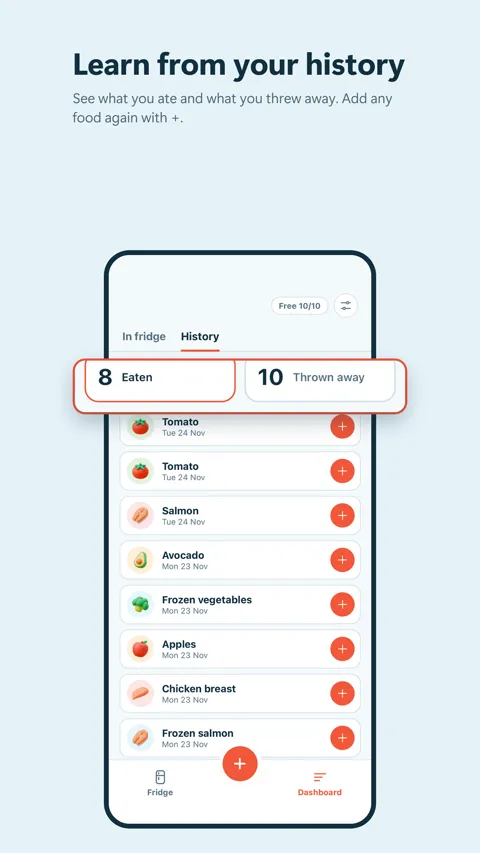 Learn from your history
See what you ate and what you threw away. Add any
food again with +.
Free 10/10
In fridge History
8 Eaten 10 Thrown away
Tomato
Tue 24 Nov
Tomato
Tue 24 Nov
Salmon
Tue 24 Nov
Avocado
Mon 23 Nov
Frozen vegetables
Mon 23 Nov
Apples
Mon 23 Nov
Chicken breast
Mon 23 Nov
Frozen salmon
Mon 23 Nov
Fridge Dashboard